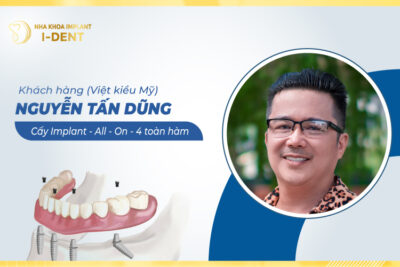 NHA KHOA IMPLANT
I-DENT
Khách hàng (Việt kiều Mỹ)
NGUYỄN TẤN DŨNG
Cấy Implant - All - On - 4 toàn hàm